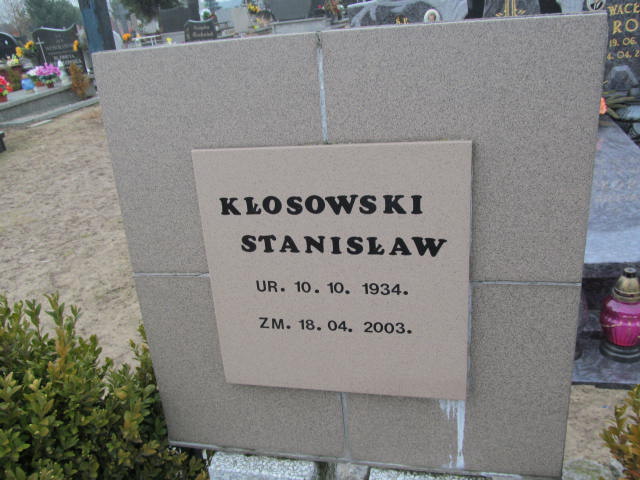 KŁOSOWSKI
STANISŁAW
UR. 10. 10. 1934.
ZM. 18. 04. 2003.